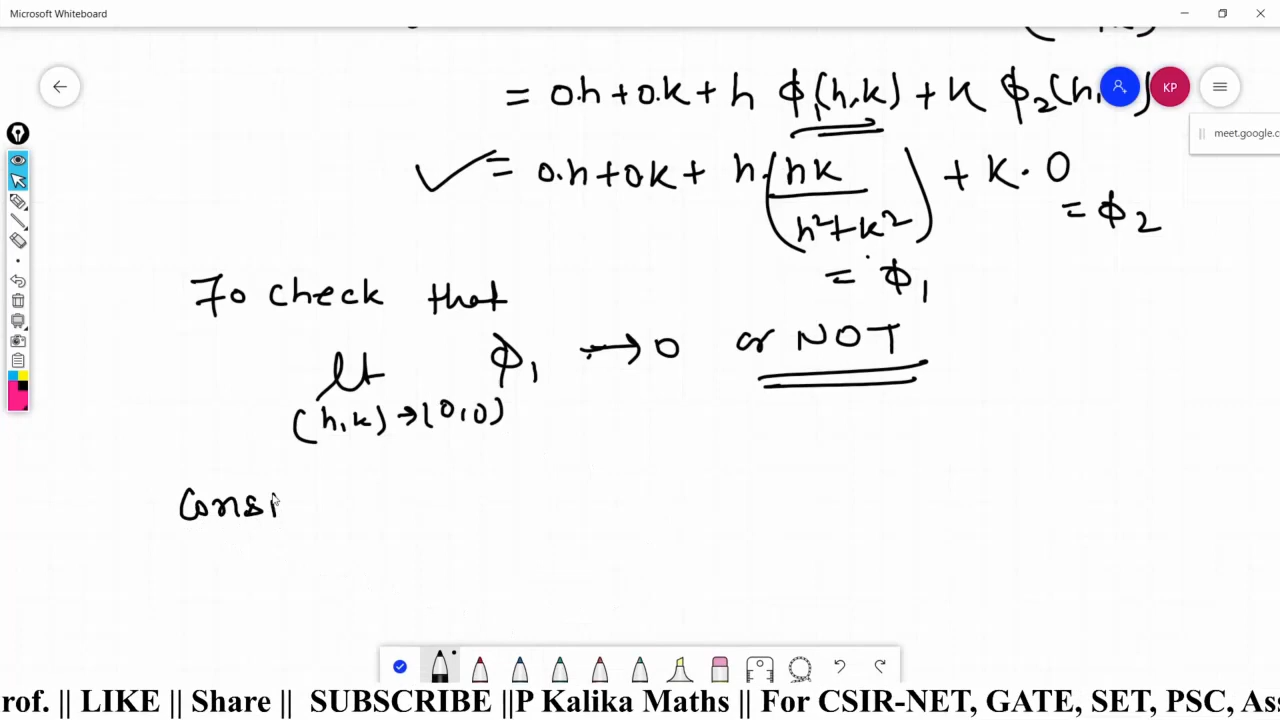 Microsoft Whiteboard
= 0.h + 0.k + h ϕ₁(h,k) + k ϕ₂(h,
KP
meet.google.c
= 0.h + 0.k + h.(hk/(h²+k²)) + k·0
= ϕ₂
= ϕ₁
To check that
lt ϕ₁ → 0 or NOT
(h,k)→(0,0)
Consi
rof. || LIKE || Share || SUBSCRIBE ||P Kalika Maths || For CSIR-NET, GATE, SET, PSC, Ass